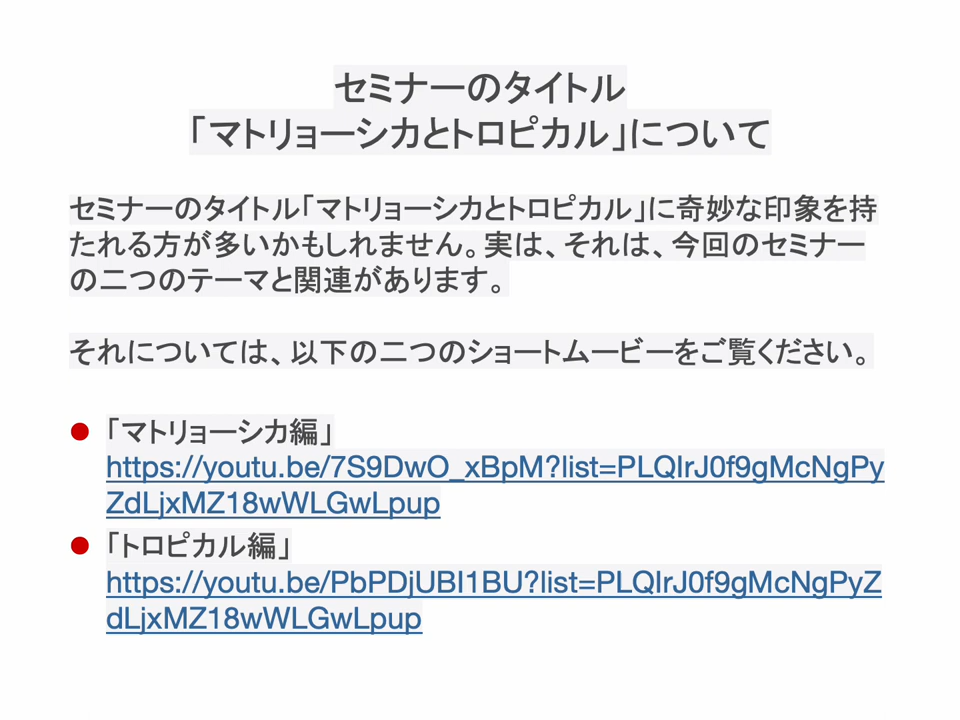 セミナーのタイトル
「マトリョーシカとトロピカル」について
セミナーのタイトル「マトリョーシカとトロピカル」に奇妙な印象を持
たれる方が多いかもしれません。実は、それは、今回のセミナー
の二つのテーマと関連があります。
それについては、以下の二つのショートムービーをご覧ください。
● 「マトリョーシカ編」
https://youtu.be/7S9DwO_xBpM?list=PLQIrJ0f9gMcNgPy
ZdLjxMZ18wWLGwLpup
● 「トロピカル編」
https://youtu.be/PbPDjUBI1BU?list=PLQIrJ0f9gMcNgPyZ
dLjxMZ18wWLGwLpup